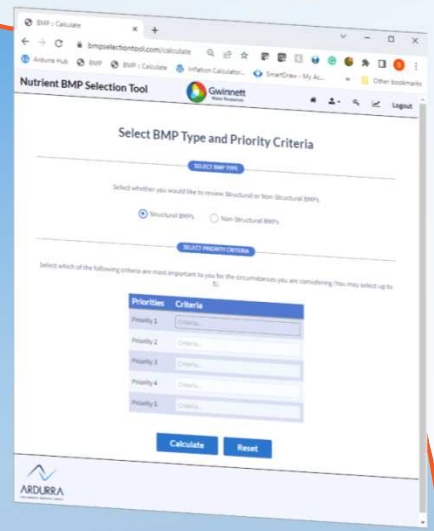 BMP :: Calculate
bmpselectiontool.com/calculate
Ardurra Hub BMP BMP :: Calculate Inflation Calculator... SmartDraw - My Ac... » Other bookmarks
Nutrient BMP Selection Tool Gwinnett Logout
Water Resources
Select BMP Type and Priority Criteria
SELECT BMP TYPE
Select whether you would like to review Structural or Non-Structural BMPs
Structural BMPs Non-Structural BMPs
SELECT PRIORITY CRITERIA
Select which of the following criteria are most important to you for the circumstances you are considering (You may select up to
5).
Priorities Criteria
Priority 1 Criteria...
Priority 2 Criteria...
Priority 3 Criteria...
Priority 4 Criteria...
Priority 5 Criteria...
Calculate Reset
ARDURRA